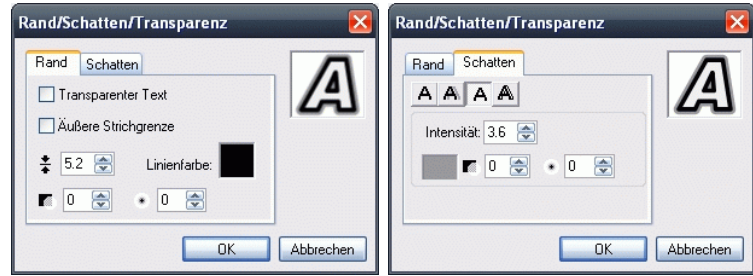 Rand/Schatten/Transparenz
Rand Schatten
Transparenter Text
Äußere Strichgrenze
5.2 Linienfarbe:
0 0
OK Abbrechen
A
Rand/Schatten/Transparenz
Rand Schatten
A A A A
Intensität: 3.6
0 0
OK Abbrechen
A